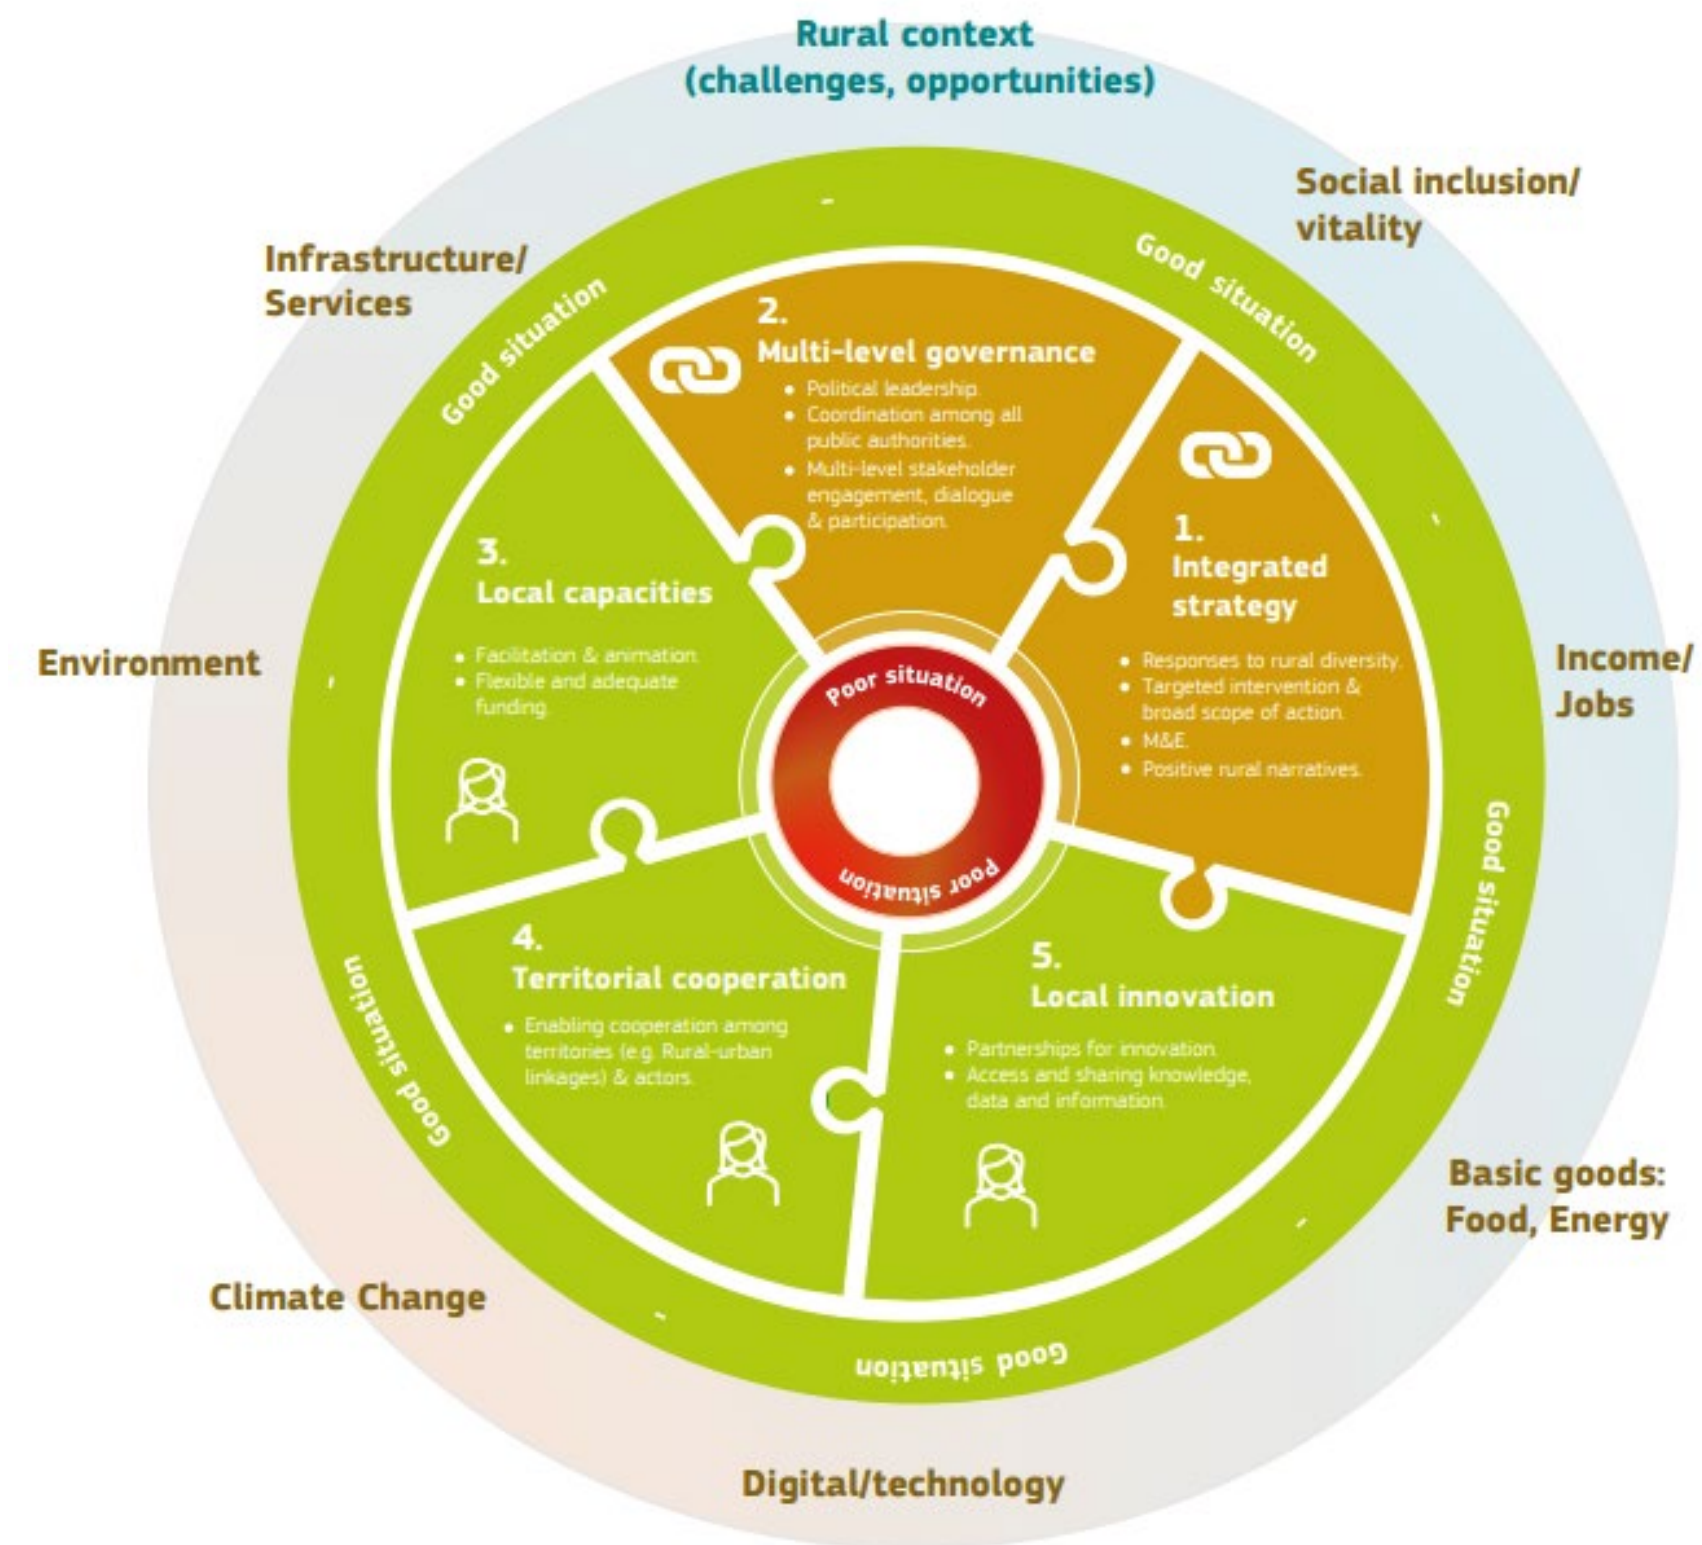 Rural context
(challenges, opportunities)
Social inclusion/
vitality
Infrastructure/
Services
Good situation
Good situation
2.
Multi-level governance
• Political leadership.
• Coordination among all
public authorities.
• Multi-level stakeholder
engagement, dialogue
& participation.
1.
Integrated
strategy
• Responses to rural diversity.
• Targeted intervention &
broad scope of action.
• M&E.
• Positive rural narratives.
3.
Local capacities
• Facilitation & animation.
• Flexible and adequate
funding.
Environment
Income/
Jobs
Poor situation
Poor situation
Good situation
4.
Territorial cooperation
• Enabling cooperation among
territories (e.g. Rural-urban
linkages) & actors.
5.
Local innovation
• Partnerships for innovation.
• Access and sharing knowledge,
data and information.
Good situation
Basic goods:
Food, Energy
Climate Change
Good situation
Digital/technology